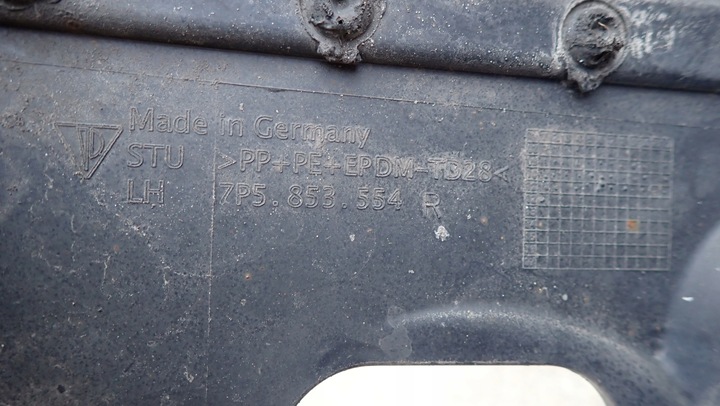 Made in Germany
STU >PP+PE+EPDM-TD28<
LH 7P5.853.554 R